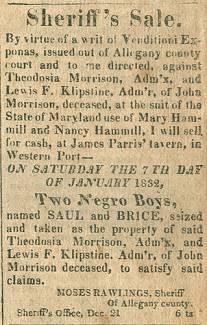 Sheriff's Sale.
By virtue of a writ of Venditioni Ex-
ponas, issued out of Allegany county
court and to me directed, against
Theodosia Morrison, Adm'x, and
Lewis F. Klipstine, Adm'r, of John
Morrison, deceased, at the suit of the
State of Maryland use of Mary Ham-
mill and Nancy Hammill, I will sell
for cash, at James Parris' tavern, in
Western Port—
ON SATURDAY THE 7TH DAY
OF JANUARY 1832,
Two Negro Boys,
named SAUL and BRICE, seized
and taken as the property of said
Theodosia Morrison, Adm'x, and
Lewis F. Klipstine, Adm'r, of John
Morrison deceased, to satisfy said
claims.
MOSES RAWLINGS, Sheriff
Of Allegany county.
Sheriff's Office, Dec. 21 6 ts